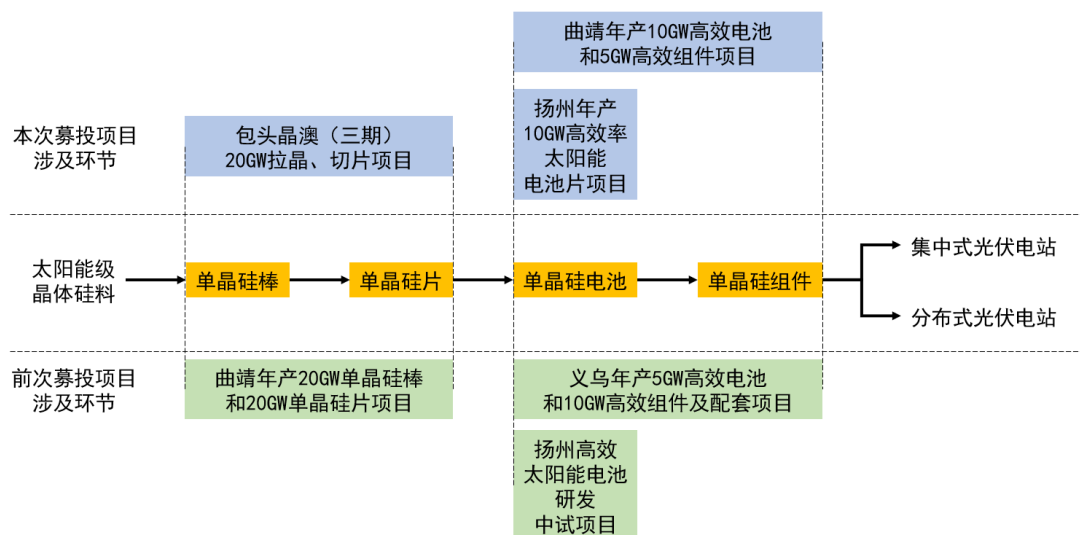 曲靖年产10GW高效电池
和5GW高效组件项目
扬州年产
10GW高效率
太阳能
电池片项目
本次募投项目
涉及环节
包头晶澳（三期）
20GW拉晶、切片项目
太阳能级
晶体硅料
单晶硅棒
单晶硅片
单晶硅电池
单晶硅组件
集中式光伏电站
分布式光伏电站
前次募投项目
涉及环节
曲靖年产20GW单晶硅棒
和20GW单晶硅片项目
义乌年产5GW高效电池
和10GW高效组件及配套项目
扬州高效
太阳能电池
研发
中试项目